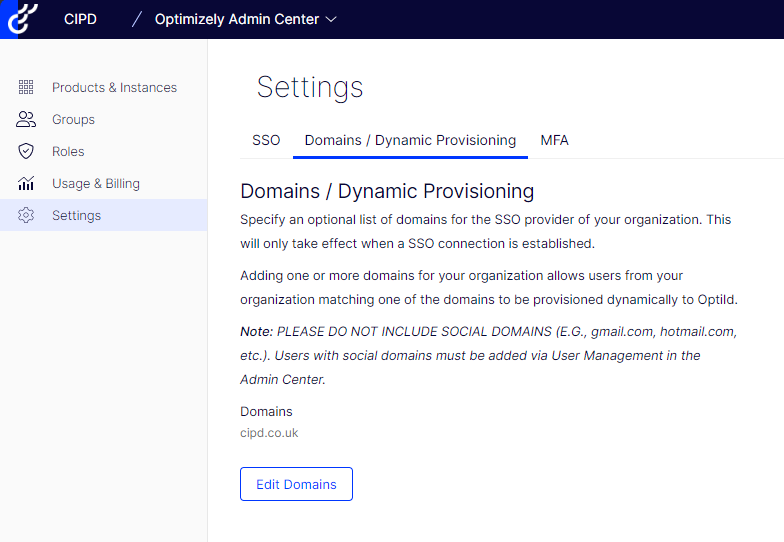 CIPD / Optimizely Admin Center
Products & Instances
Groups
Roles
Usage & Billing
Settings
Settings
SSO Domains / Dynamic Provisioning MFA
Domains / Dynamic Provisioning
Specify an optional list of domains for the SSO provider of your organization. This
will only take effect when a SSO connection is established.
Adding one or more domains for your organization allows users from your
organization matching one of the domains to be provisioned dynamically to OptiId.
Note: PLEASE DO NOT INCLUDE SOCIAL DOMAINS (E.G., gmail.com, hotmail.com,
etc.). Users with social domains must be added via User Management in the
Admin Center.
Domains
cipd.co.uk
Edit Domains